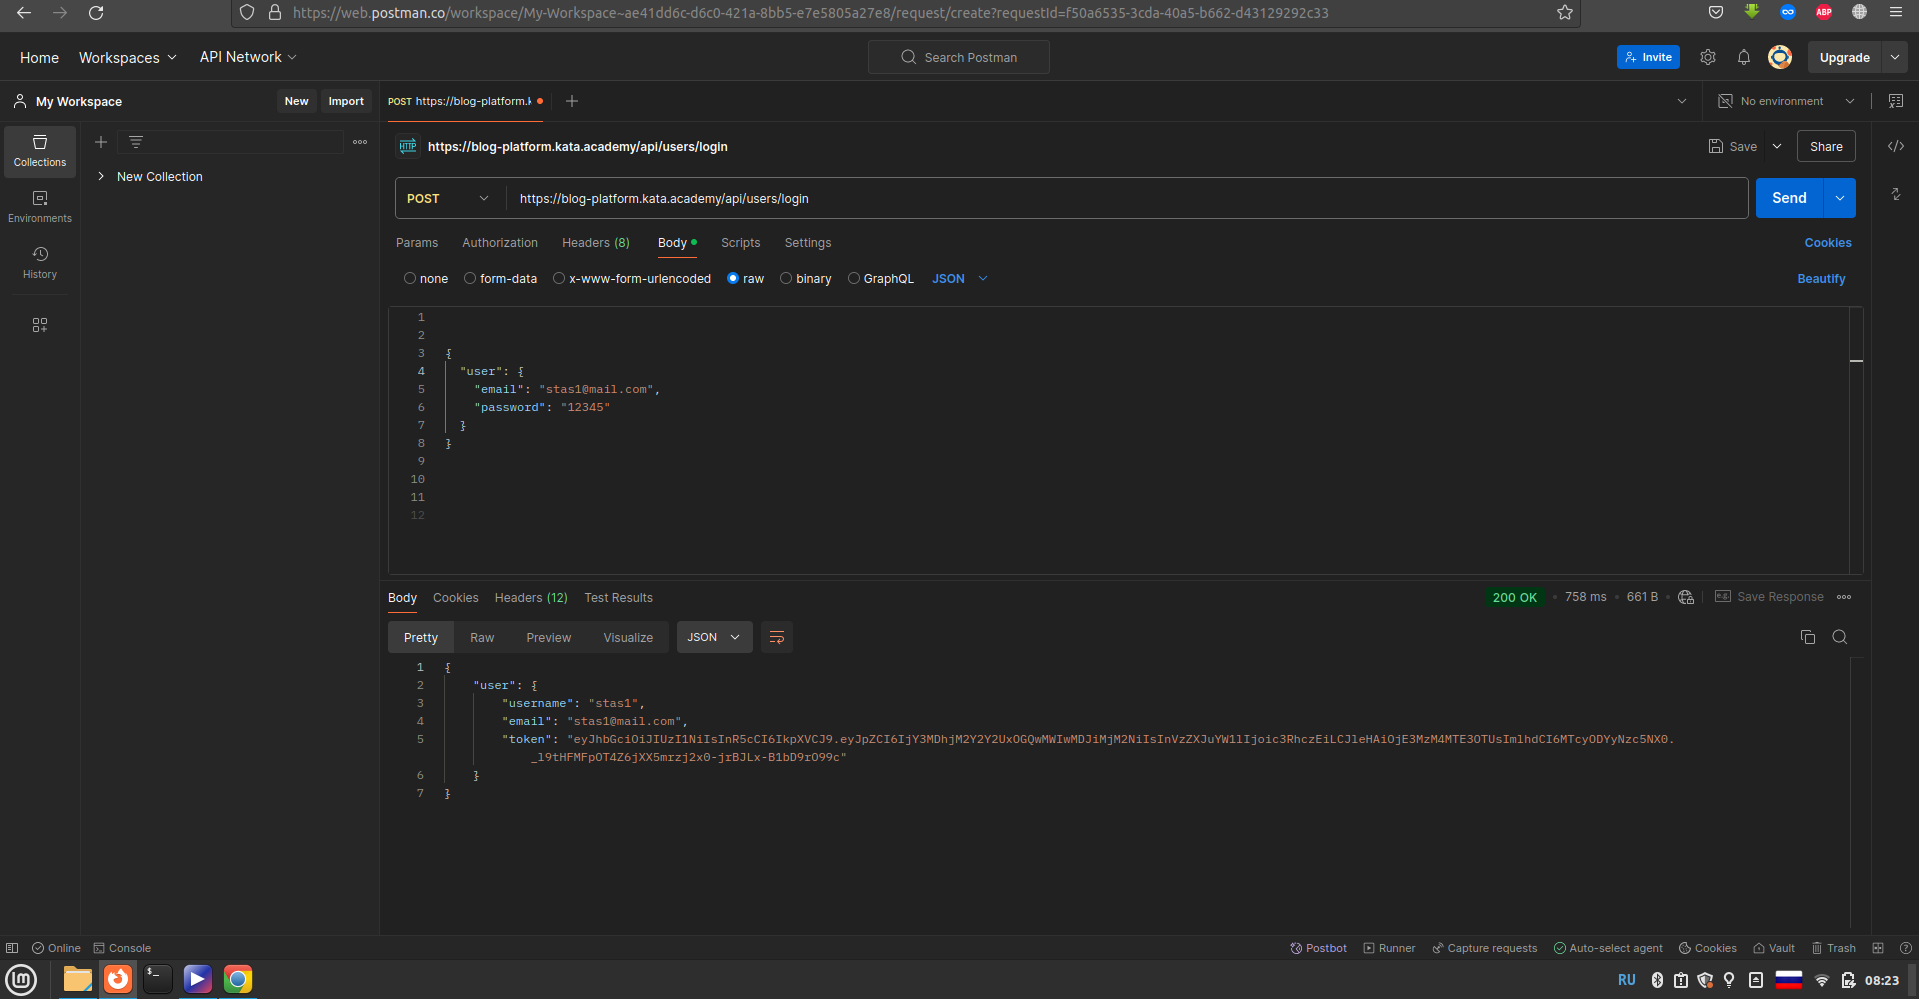 https://web.postman.co/workspace/My-Workspace~ae41dd6c-d6c0-421a-8bb5-e7e5805a27e8/request/create?requestId=f50a6535-3cda-40a5-b662-d43129292c33
ABP
Home Workspaces API Network Search Postman Invite Upgrade
My Workspace New Import POST https://blog-platform.k No environment
Collections
Environments
History
New Collection
HTTP https://blog-platform.kata.academy/api/users/login Save Share
POST https://blog-platform.kata.academy/api/users/login Send
Params Authorization Headers (8) Body Scripts Settings Cookies
none form-data x-www-form-urlencoded raw binary GraphQL JSON Beautify
1
2
3 {
4 "user": {
5 "email": "stas1@mail.com",
6 "password": "12345"
7 }
8 }
9
10
11
12
Body Cookies Headers (12) Test Results 200 OK 758 ms 661 B e.g. Save Response
Pretty Raw Preview Visualize JSON
1 {
2 "user": {
3 "username": "stas1",
4 "email": "stas1@mail.com",
5 "token": "eyJhbGciOiJIUzI1NiIsInR5cCI6IkpXVCJ9.eyJpZCI6IjY3MDhjM2Y2Y2UxOGQwMWIwMDJiMjM2NiIsInVzZXJuYW1lIjoic3RhczEiLCJleHAiOjE3MzM4MTE3OTUsImlhdCI6MTcyODYyNzc5NX0.
_l9tHFMFpOT4Z6jXX5mrzj2x0-jrBJLx-B1bD9rO99c"
6 }
7 }
Online Console Postbot Runner Capture requests Auto-select agent Cookies Vault Trash
RU 08:23